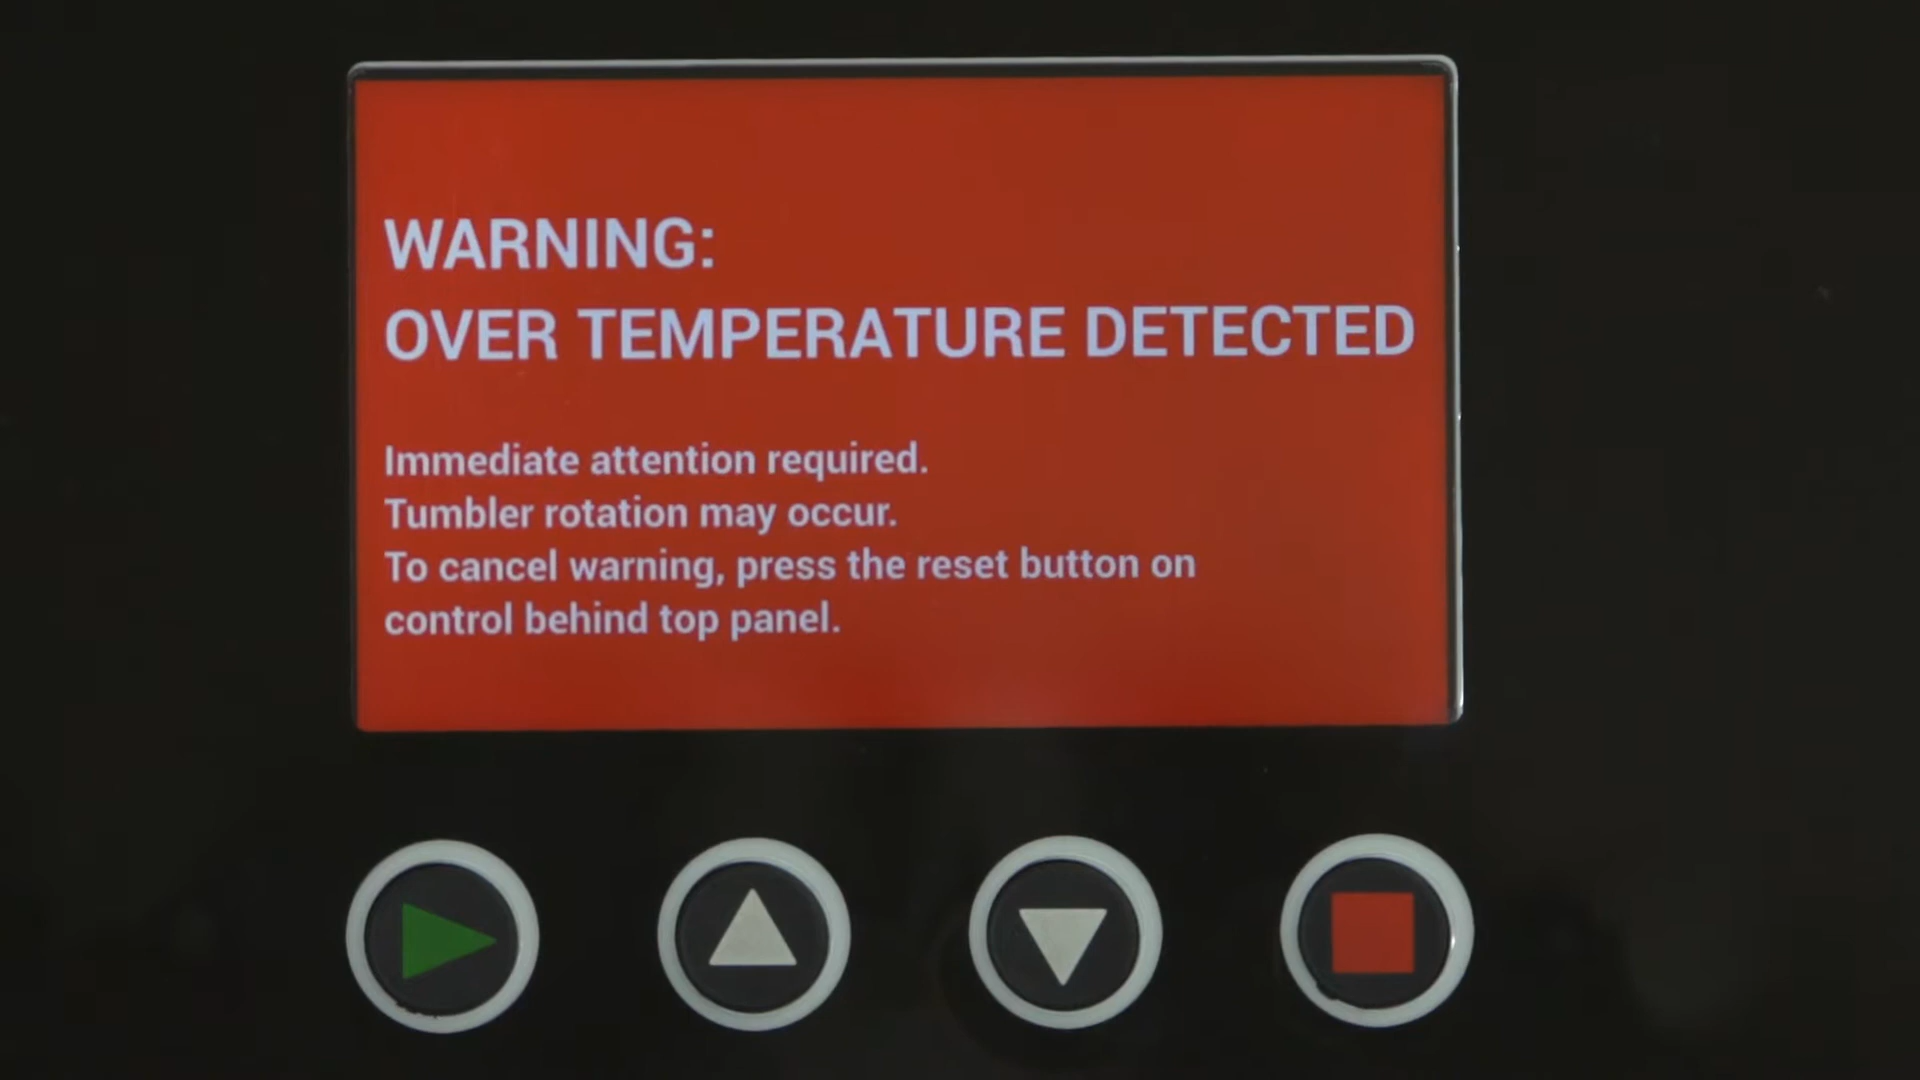 WARNING:
OVER TEMPERATURE DETECTED
Immediate attention required.
Tumbler rotation may occur.
To cancel warning, press the reset button on
control behind top panel.